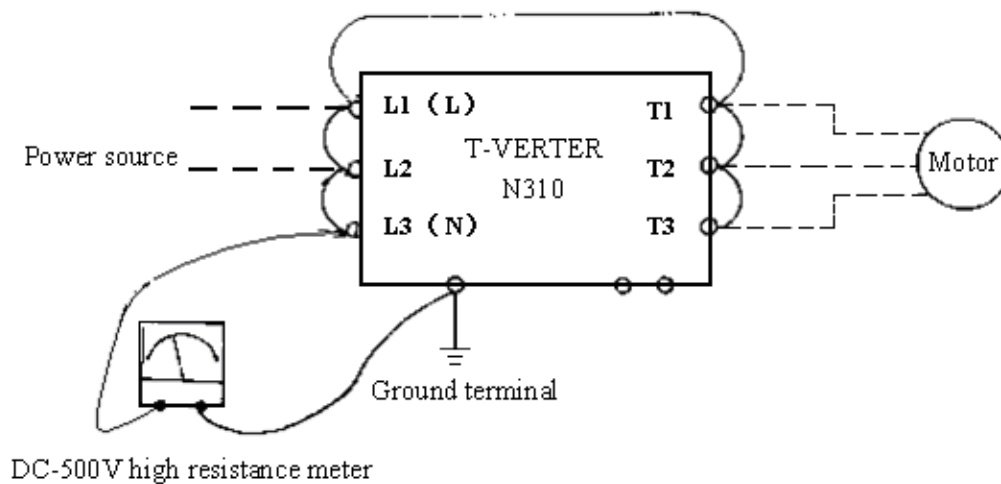 L1 (L)
T1
T-VERTER
Power source
L2
N310
T2
Motor
L3 (N)
T3
Ground terminal
DC-500V high resistance meter